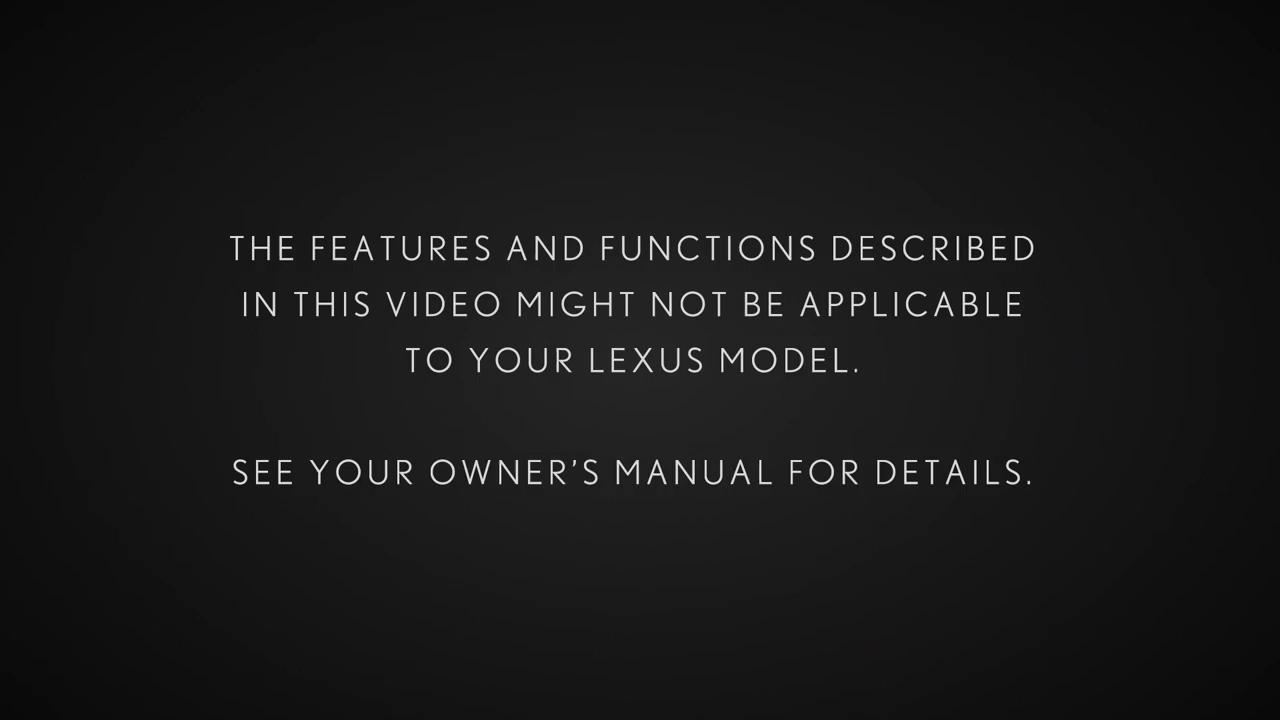 THE FEATURES AND FUNCTIONS DESCRIBED
IN THIS VIDEO MIGHT NOT BE APPLICABLE
TO YOUR LEXUS MODEL.
SEE YOUR OWNER’S MANUAL FOR DETAILS.